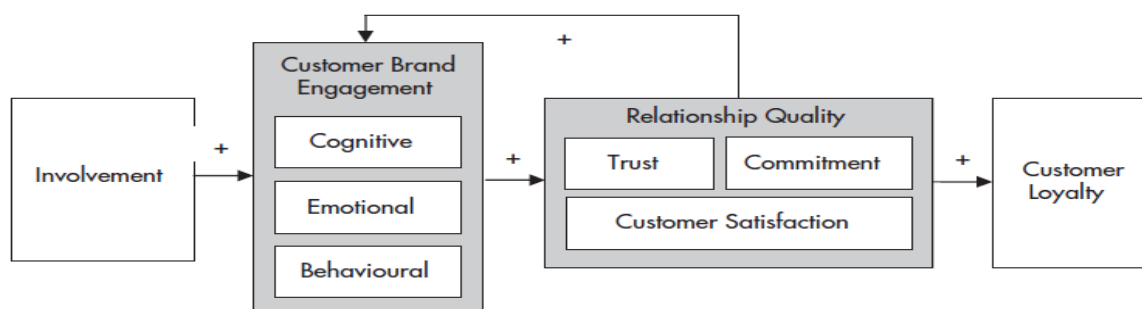 +
Customer Brand
Engagement
Relationship Quality
+
Cognitive
+
Trust
Commitment
+
Involvement
Customer
Loyalty
Emotional
Customer Satisfaction
Behavioural